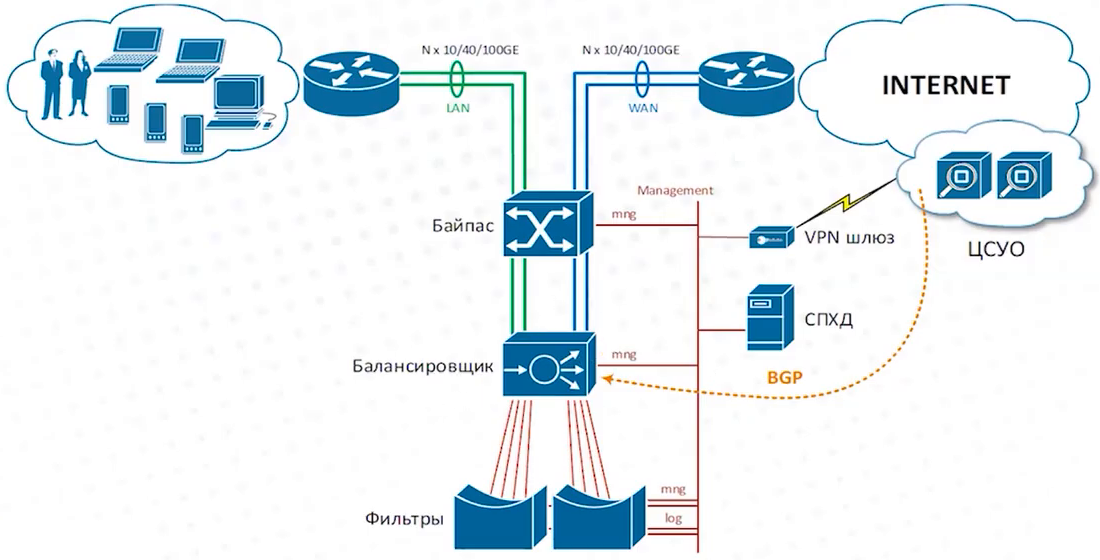 N x 10/40/100GE
N x 10/40/100GE
LAN
WAN
INTERNET
Management
mng
Байпас
VPN шлюз
ЦСУО
СПХД
mng
Балансировщик
BGP
mng
Фильтры
log